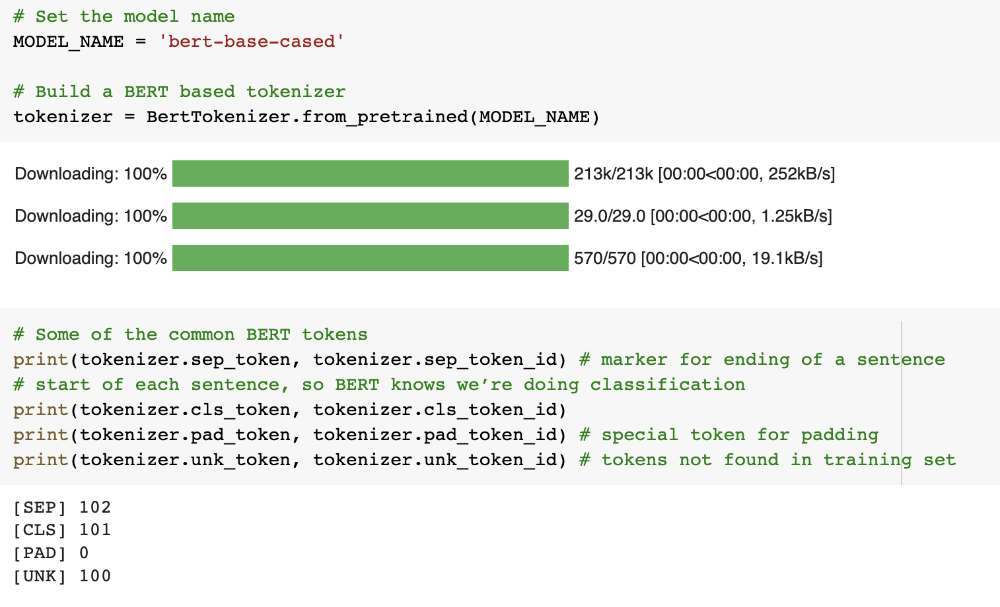 # Set the model name
MODEL_NAME = 'bert-base-cased'
# Build a BERT based tokenizer
tokenizer = BertTokenizer.from_pretrained(MODEL_NAME)
Downloading: 100% 213k/213k [00:00<00:00, 252kB/s]
Downloading: 100% 29.0/29.0 [00:00<00:00, 1.25kB/s]
Downloading: 100% 570/570 [00:00<00:00, 19.1kB/s]
# Some of the common BERT tokens
print(tokenizer.sep_token, tokenizer.sep_token_id) # marker for ending of a sentence
# start of each sentence, so BERT knows we’re doing classification
print(tokenizer.cls_token, tokenizer.cls_token_id)
print(tokenizer.pad_token, tokenizer.pad_token_id) # special token for padding
print(tokenizer.unk_token, tokenizer.unk_token_id) # tokens not found in training set
[SEP] 102
[CLS] 101
[PAD] 0
[UNK] 100